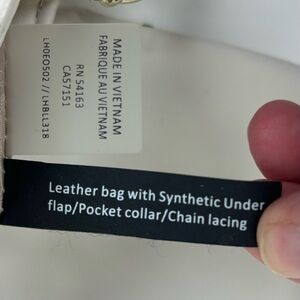 MADE IN VIETNAM
FABRIQUE AU VIETNAM
RN 54163
CA57151
LH0EO502 // LHBLL318
Leather bag with Synthetic Under
flap/Pocket collar/Chain lacing